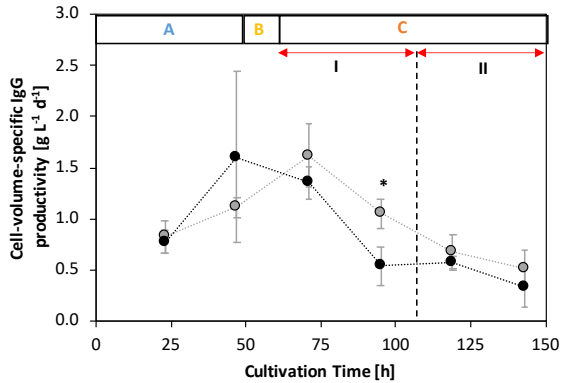 A B C
I II
*
3.0
2.5
2.0
1.5
1.0
0.5
0.0
Cell-volume-specific IgG
productivity [g L⁻¹ d⁻¹]
0 25 50 75 100 125 150
Cultivation Time [h]